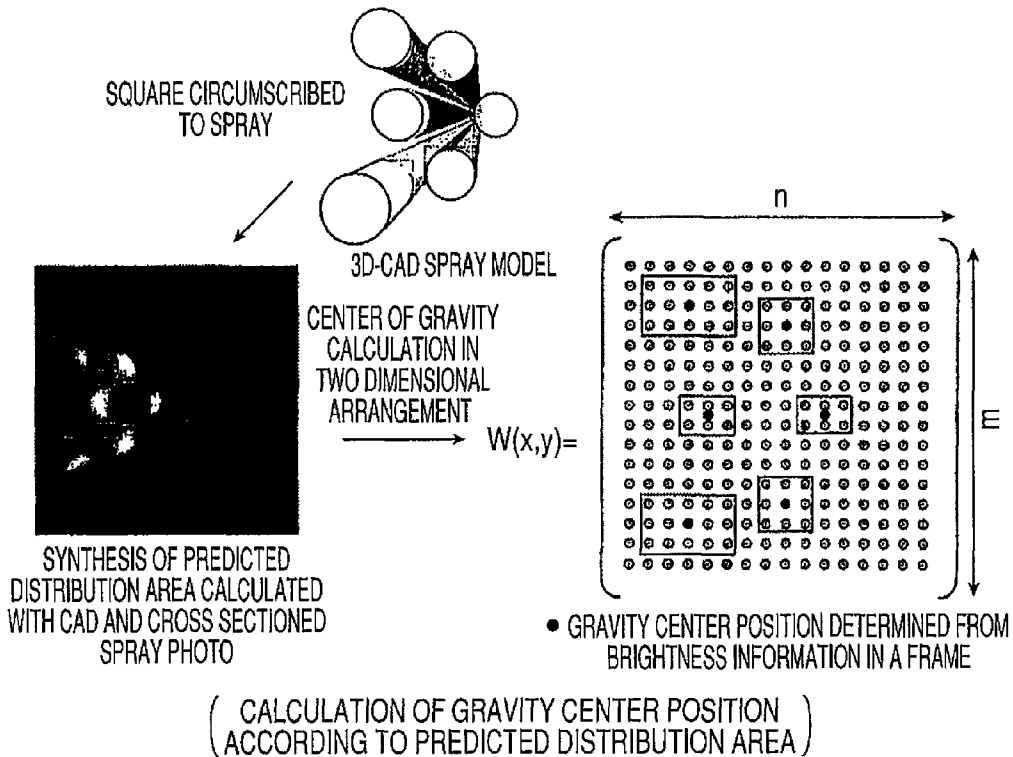 SQUARE CIRCUMSCRIBED
TO SPRAY
3D-CAD SPRAY MODEL
CENTER OF GRAVITY
CALCULATION IN
TWO DIMENSIONAL
ARRANGEMENT
SYNTHESIS OF PREDICTED
DISTRIBUTION AREA CALCULATED
WITH CAD AND CROSS SECTIONED
SPRAY PHOTO
n
m
W(x,y)=
● GRAVITY CENTER POSITION DETERMINED FROM
BRIGHTNESS INFORMATION IN A FRAME
( CALCULATION OF GRAVITY CENTER POSITION
ACCORDING TO PREDICTED DISTRIBUTION AREA )